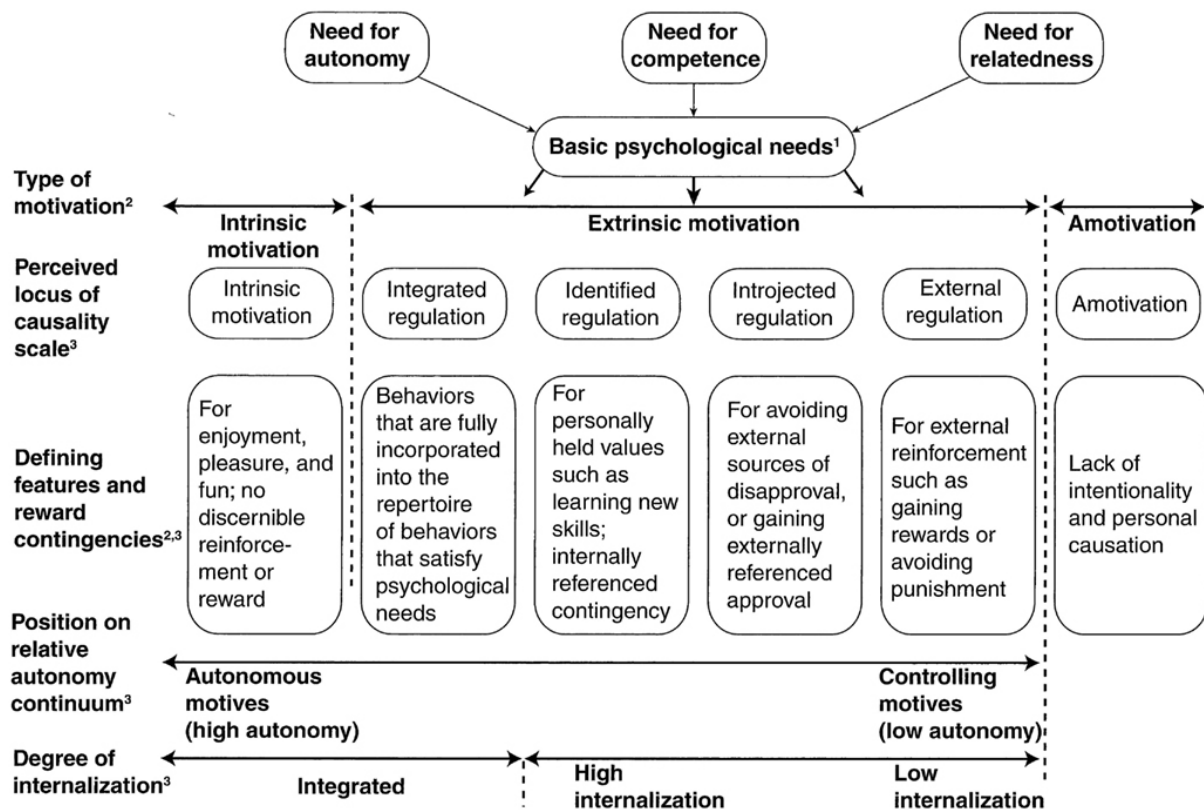 Need for
autonomy
Need for
competence
Need for
relatedness
Basic psychological needs¹
Type of
motivation²
Intrinsic
motivation
Extrinsic motivation
Amotivation
Perceived
locus of
causality
scale³
Intrinsic
motivation
Integrated
regulation
Identified
regulation
Introjected
regulation
External
regulation
Amotivation
Defining
features and
reward
contingencies²,³
For
enjoyment,
pleasure, and
fun; no
discernible
reinforce-
ment or
reward
Behaviors
that are fully
incorporated
into the
repertoire
of behaviors
that satisfy
psychological
needs
For
personally
held values
such as
learning new
skills;
internally
referenced
contingency
For avoiding
external
sources of
disapproval,
or gaining
externally
referenced
approval
For external
reinforcement
such as
gaining
rewards or
avoiding
punishment
Lack of
intentionality
and personal
causation
Position on
relative
autonomy
continuum³
Autonomous
motives
(high autonomy)
Controlling
motives
(low autonomy)
Degree of
internalization³
Integrated
High
internalization
Low
internalization